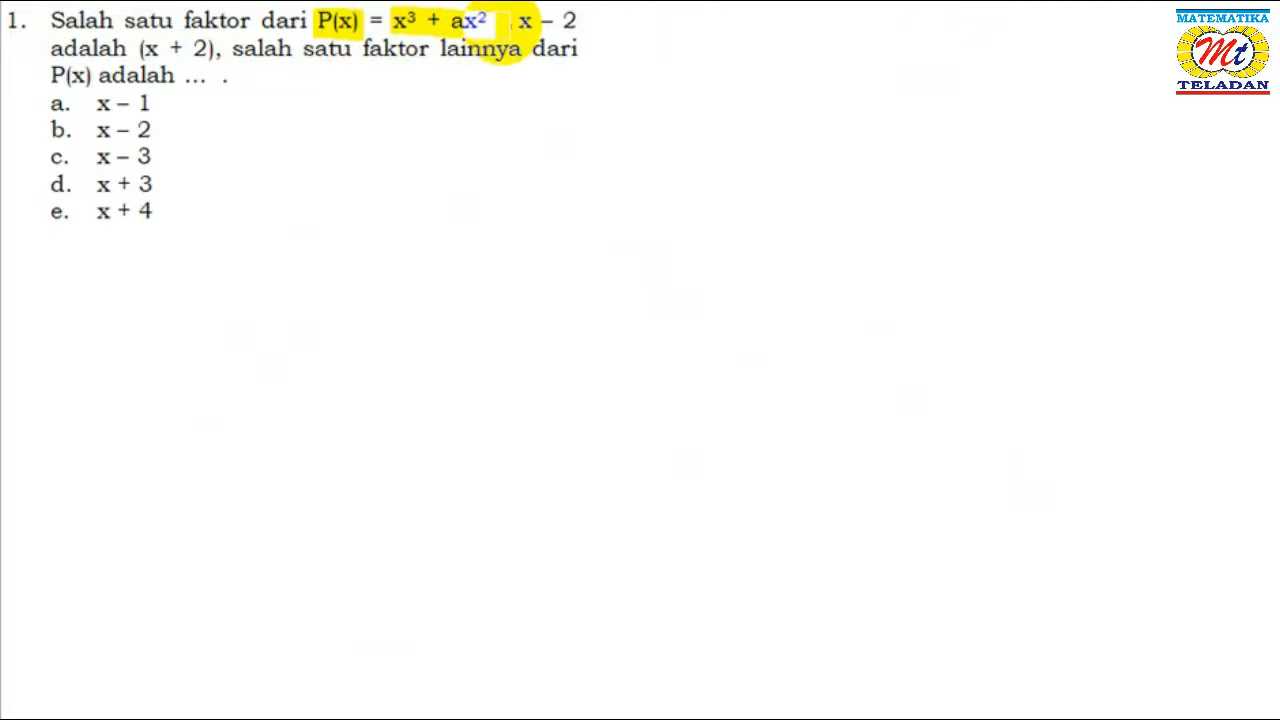 1. Salah satu faktor dari P(x) = x³ + ax² x – 2
adalah (x + 2), salah satu faktor lainnya dari
P(x) adalah ... .
a. x – 1
b. x – 2
c. x – 3
d. x + 3
e. x + 4
MATEMATIKA
Mt
TELADAN